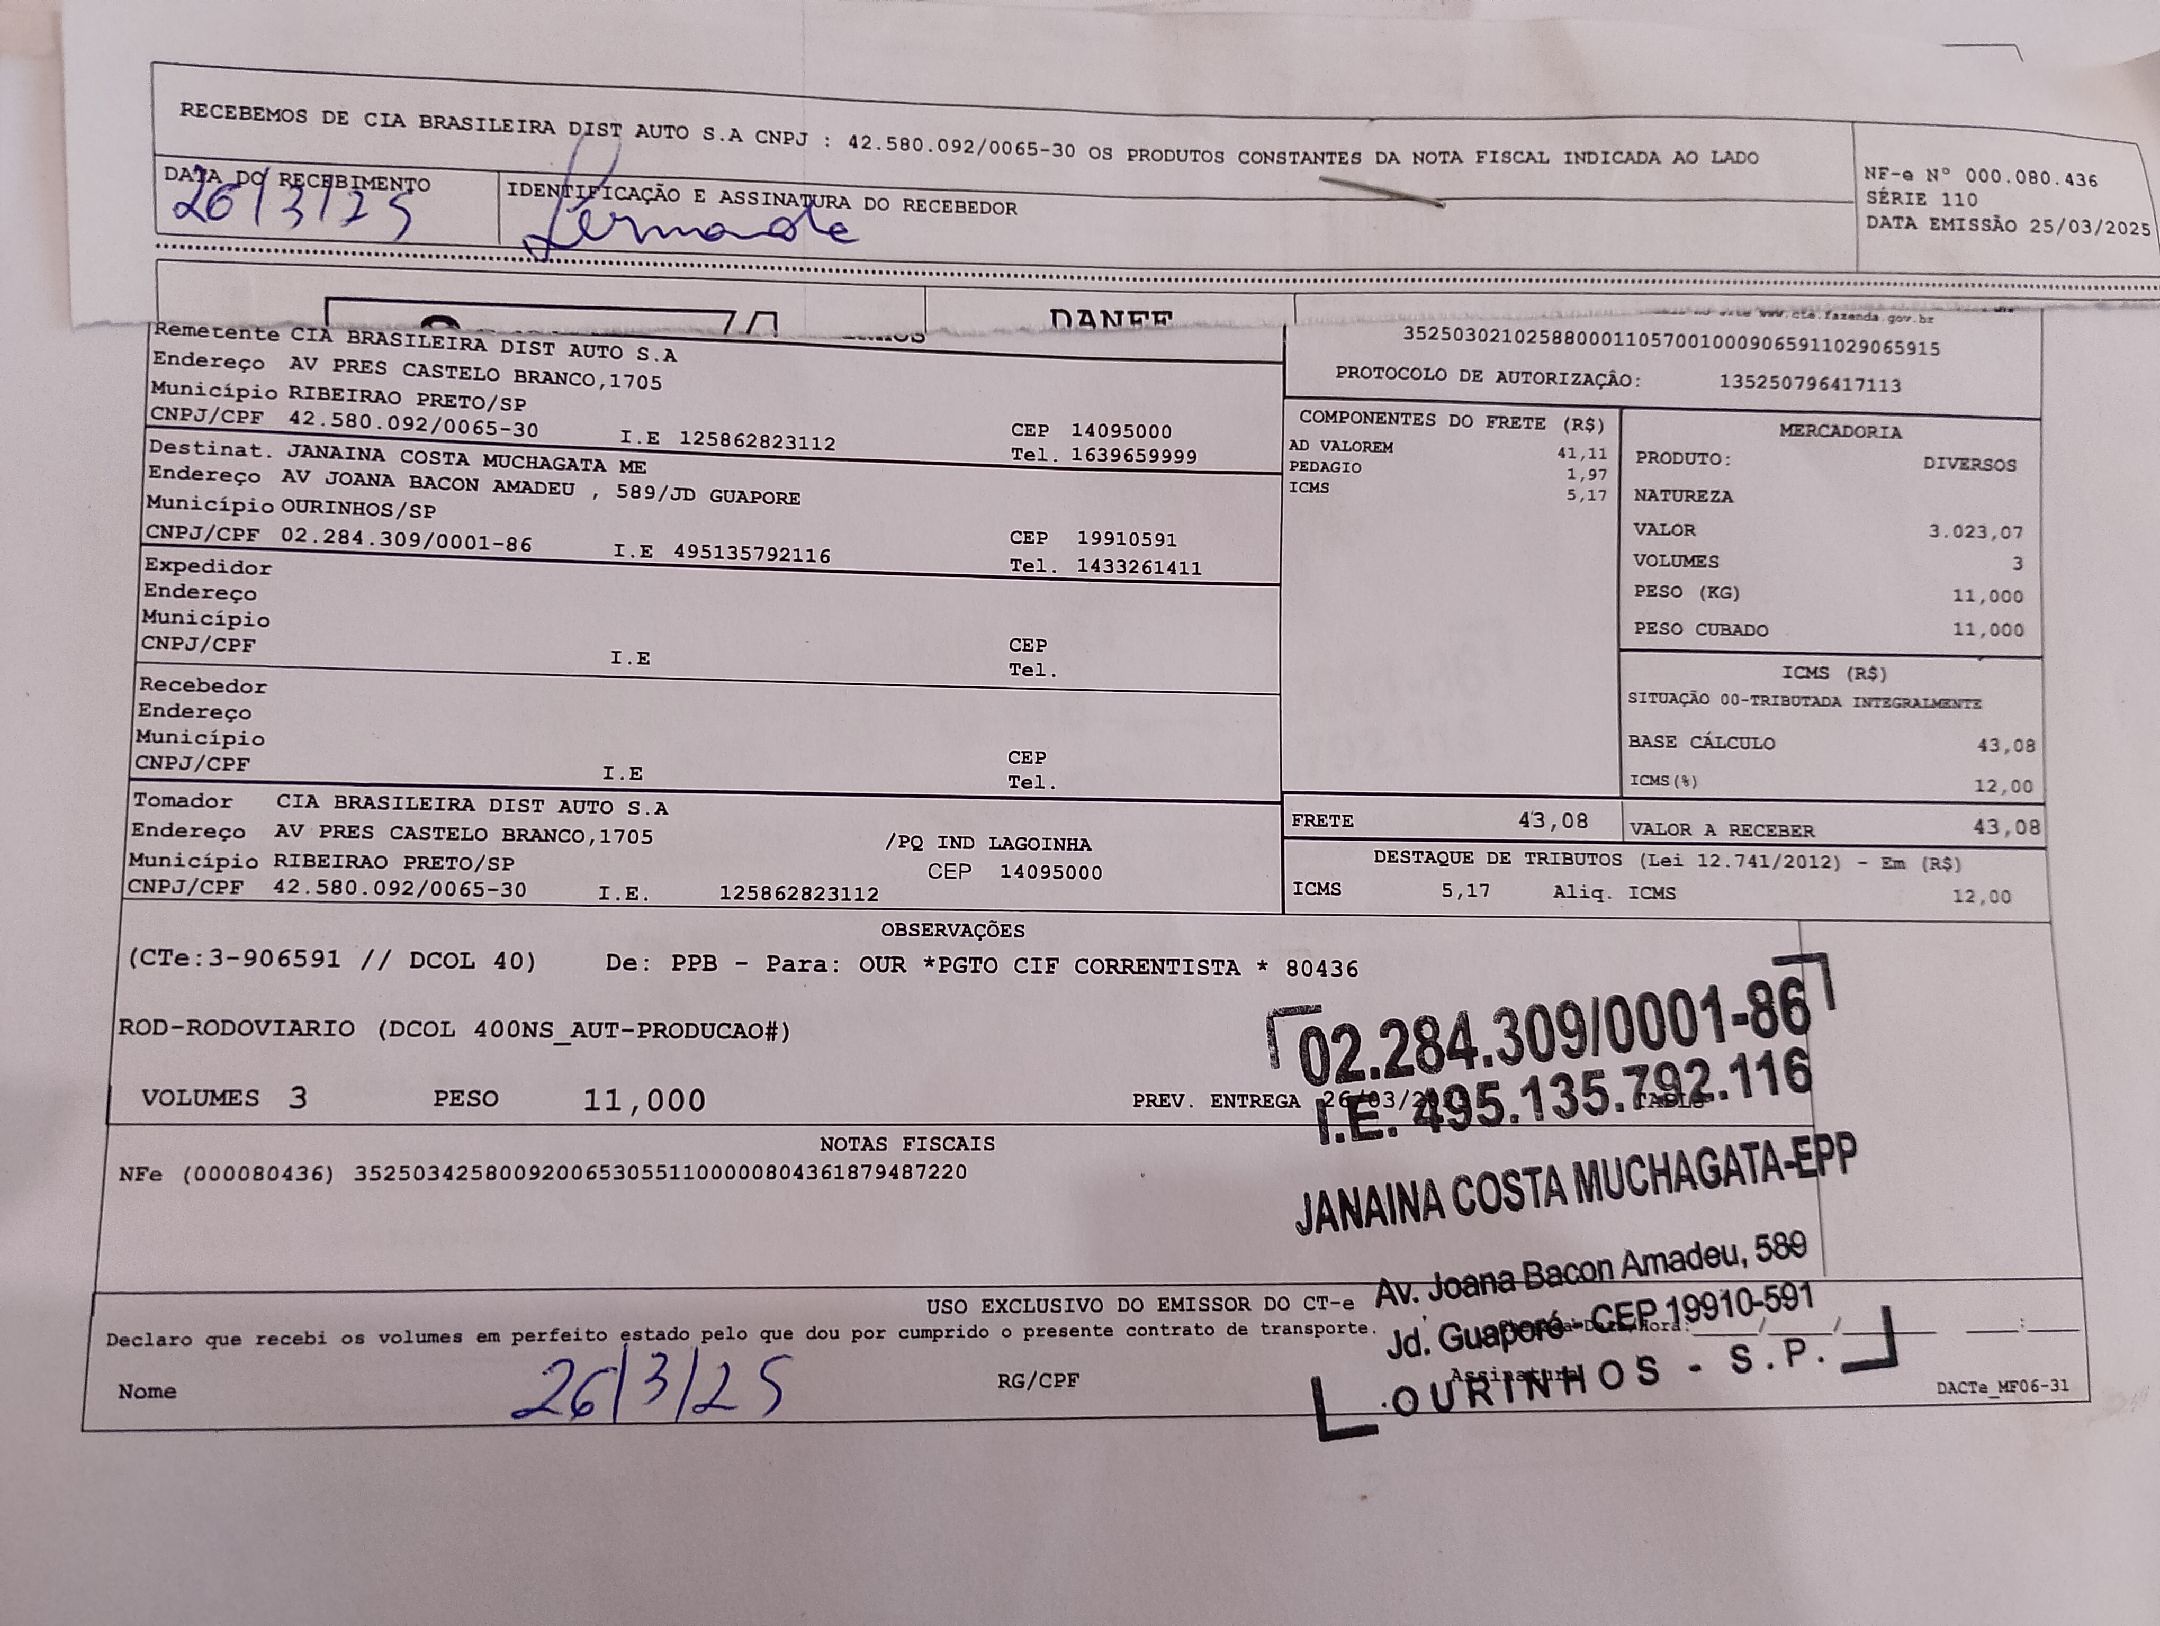 RECEBEMOS DE CIA BRASILEIRA DIST AUTO S.A CNPJ : 42.580.092/0065-30 OS PRODUTOS CONSTANTES DA NOTA FISCAL INDICADA AO LADO
NF-e Nº 000.080.436
SÉRIE 110
DATA EMISSÃO 25/03/2025
DATA DO RECEBIMENTO
26/3/25
IDENTIFICAÇÃO E ASSINATURA DO RECEBEDOR
DANFE
www.cte.fazenda.gov.br
35250302102588000110570010009065911029065915
PROTOCOLO DE AUTORIZAÇÃO: 135250796417113
Remetente CIA BRASILEIRA DIST AUTO S.A
Endereço AV PRES CASTELO BRANCO,1705
Município RIBEIRAO PRETO/SP
CNPJ/CPF 42.580.092/0065-30 I.E 125862823112
CEP 14095000
Tel. 1639659999
Destinat. JANAINA COSTA MUCHAGATA ME
Endereço AV JOANA BACON AMADEU , 589/JD GUAPORE
Município OURINHOS/SP
CNPJ/CPF 02.284.309/0001-86 I.E 495135792116
CEP 19910591
Tel. 1433261411
Expedidor
Endereço
Município
CNPJ/CPF I.E
CEP
Tel.
Recebedor
Endereço
Município
CNPJ/CPF I.E
CEP
Tel.
Tomador CIA BRASILEIRA DIST AUTO S.A
Endereço AV PRES CASTELO BRANCO,1705 /PQ IND LAGOINHA
Município RIBEIRAO PRETO/SP CEP 14095000
CNPJ/CPF 42.580.092/0065-30 I.E. 125862823112
COMPONENTES DO FRETE (R$)
AD VALOREM 41,11
PEDAGIO 1,97
ICMS 5,17
MERCADORIA
PRODUTO: DIVERSOS
NATUREZA
VALOR 3.023,07
VOLUMES 3
PESO (KG) 11,000
PESO CUBADO 11,000
ICMS (R$)
SITUAÇÃO 00-TRIBUTADA INTEGRALMENTE
BASE CÁLCULO 43,08
ICMS(%) 12,00
FRETE 43,08
VALOR A RECEBER 43,08
DESTAQUE DE TRIBUTOS (Lei 12.741/2012) - Em (R$)
ICMS 5,17 Aliq. ICMS 12,00
OBSERVAÇÕES
(CTe:3-906591 // DCOL 40) De: PPB - Para: OUR *PGTO CIF CORRENTISTA * 80436
ROD-RODOVIARIO (DCOL 400NS_AUT-PRODUCAO#)
VOLUMES 3 PESO 11,000 PREV. ENTREGA 26/03/
NOTAS FISCAIS
NFe (000080436) 35250342580092006530551100000804361879487220
02.284.309/0001-86
I.E. 495.135.792.116
JANAINA COSTA MUCHAGATA-EPP
Av. Joana Bacon Amadeu, 589
Jd. Guaporé - CEP 19910-591
OURINHOS - S.P.
USO EXCLUSIVO DO EMISSOR DO CT-e
Declaro que recebi os volumes em perfeito estado pelo que dou por cumprido o presente contrato de transporte.
Nome 26/3/25 RG/CPF Assinatura
DACTe_MF06-31